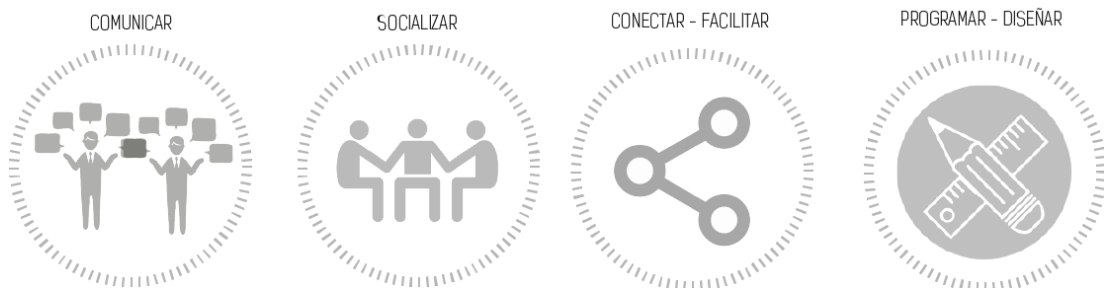 COMUNICAR
SOCIALIZAR
CONECTAR - FACILITAR
PROGRAMAR - DISEÑAR